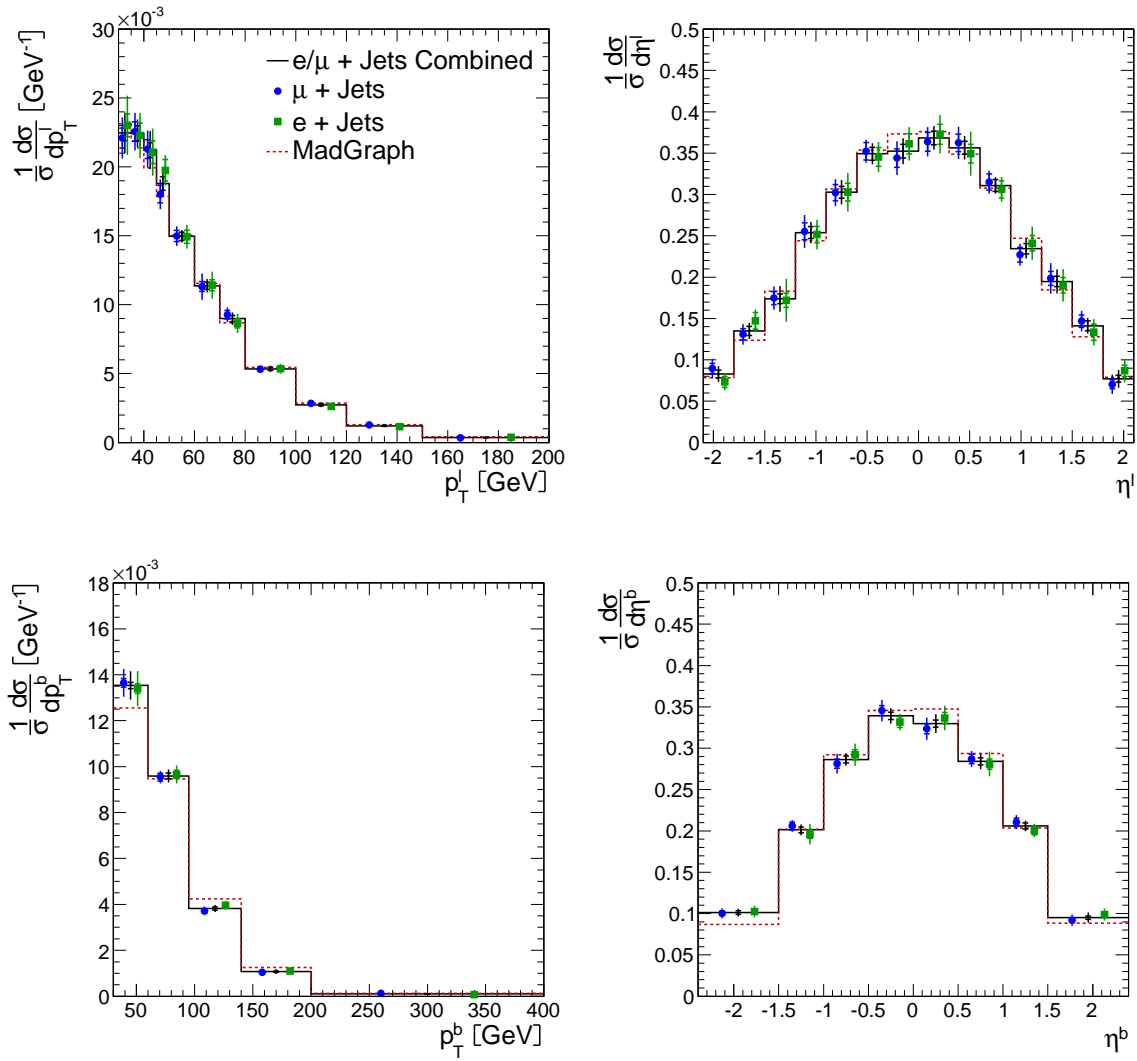 ×10⁻³
1/σ dσ/dp_T^l [GeV⁻¹]
30
25
20
15
10
5
0
e/μ + Jets Combined
μ + Jets
e + Jets
MadGraph
40 60 80 100 120 140 160 180 200
p_T^l [GeV]
1/σ dσ/dη^l
0.5
0.45
0.4
0.35
0.3
0.25
0.2
0.15
0.1
0.05
0
-2 -1.5 -1 -0.5 0 0.5 1 1.5 2
η^l
×10⁻³
1/σ dσ/dp_T^b [GeV⁻¹]
18
16
14
12
10
8
6
4
2
0
50 100 150 200 250 300 350 400
p_T^b [GeV]
1/σ dσ/dη^b
0.5
0.45
0.4
0.35
0.3
0.25
0.2
0.15
0.1
0.05
0
-2 -1.5 -1 -0.5 0 0.5 1 1.5 2
η^b